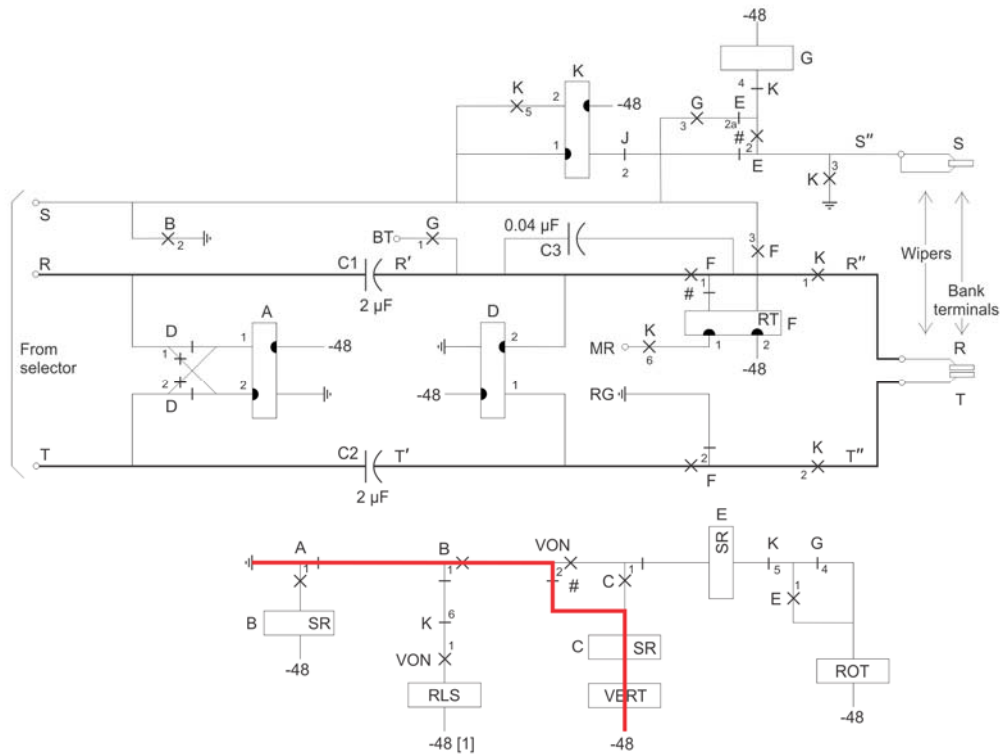 -48
G
K
4 K
K
2
-48
G
E
5
3
2a
#
J
1
2
2
E
S″
S
K
3
S
B
2
BT
G
1
0.04 µF
C3
3
F
Wipers
R
C1
R′
F
K
R″
2 µF
1
#
1
Bank
terminals
A
D
RT
F
D
1
1
-48
2
MR
K
6
1
2
From
selector
2
D
2
-48
1
RG
-48
R
T
T
C2
T′
2
F
K
2
T″
2 µF
E
SR
A
B
VON
K
G
1
1
2
#
C
1
5
4
E
1
B
SR
K
6
C
SR
-48
VON
1
RLS
VERT
ROT
-48 [1]
-48
-48